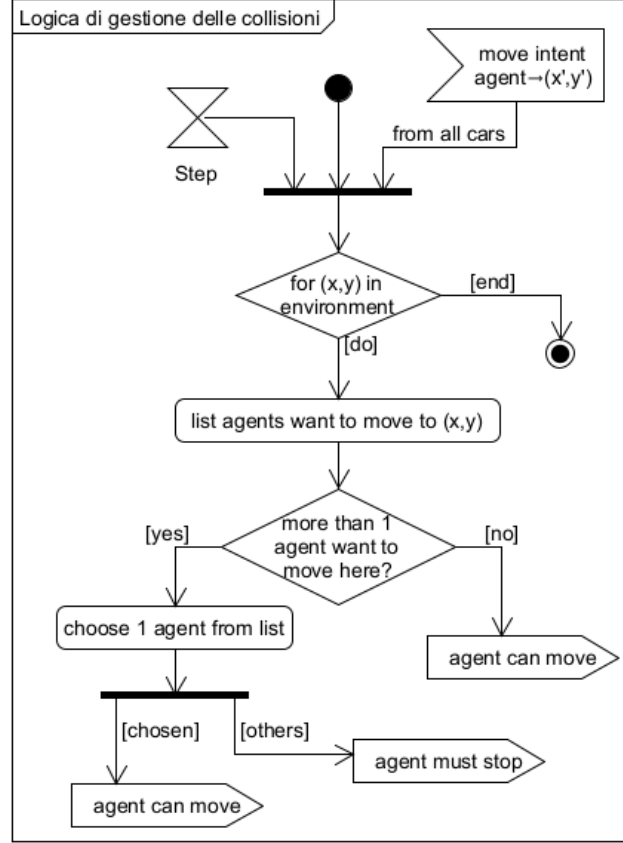 Logica di gestione delle collisioni
move intent
agent→(x',y')
from all cars
Step
for (x,y) in
environment
[end]
[do]
list agents want to move to (x,y)
more than 1
agent want to
move here?
[yes]
[no]
choose 1 agent from list
agent can move
[chosen]
[others]
agent must stop
agent can move